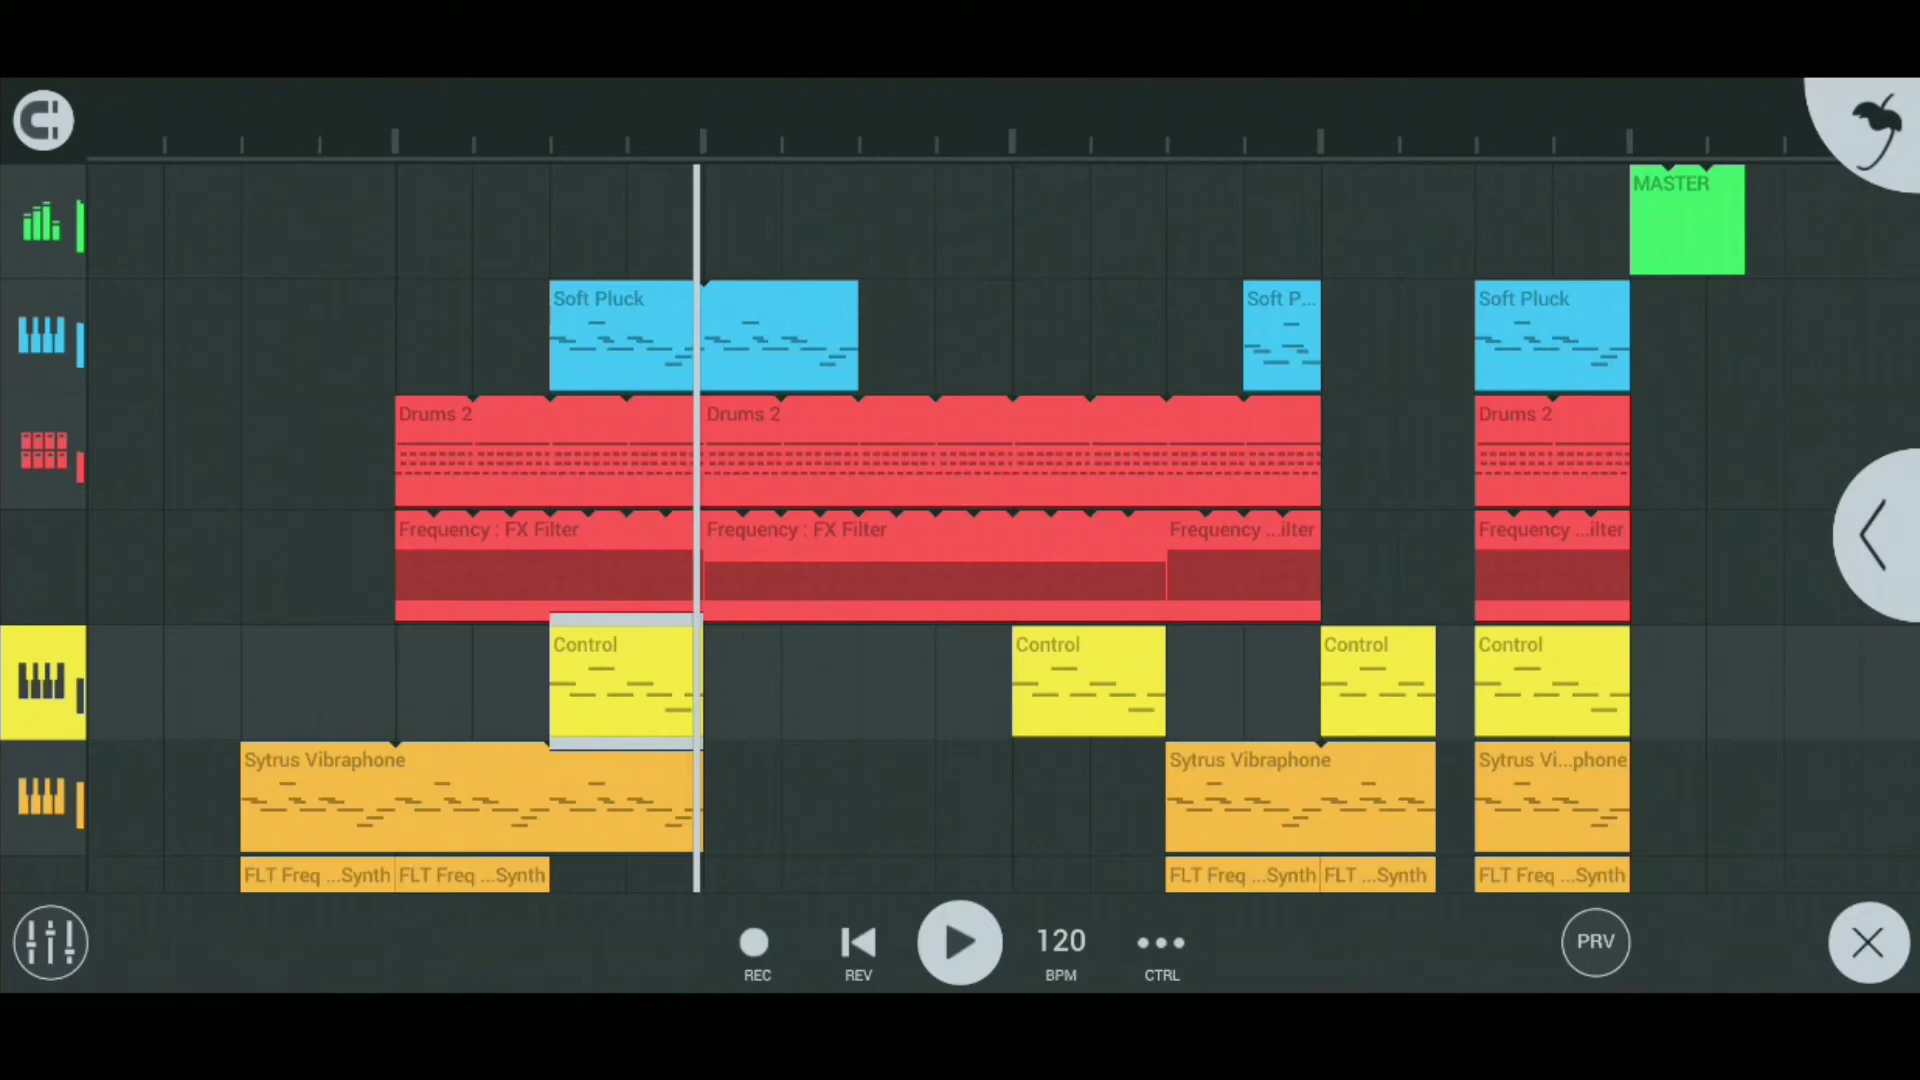 MASTER
Soft Pluck
Soft P...
Soft Pluck
Drums 2
Drums 2
Drums 2
Frequency : FX Filter
Frequency : FX Filter
Frequency ...ilter
Frequency ...ilter
Control
Control
Control
Control
Sytrus Vibraphone
Sytrus Vibraphone
Sytrus Vi...phone
FLT Freq ...Synth
FLT Freq ...Synth
FLT Freq ...Synth
FLT ...Synth
FLT Freq ...Synth
REC
REV
120
BPM
CTRL
PRV